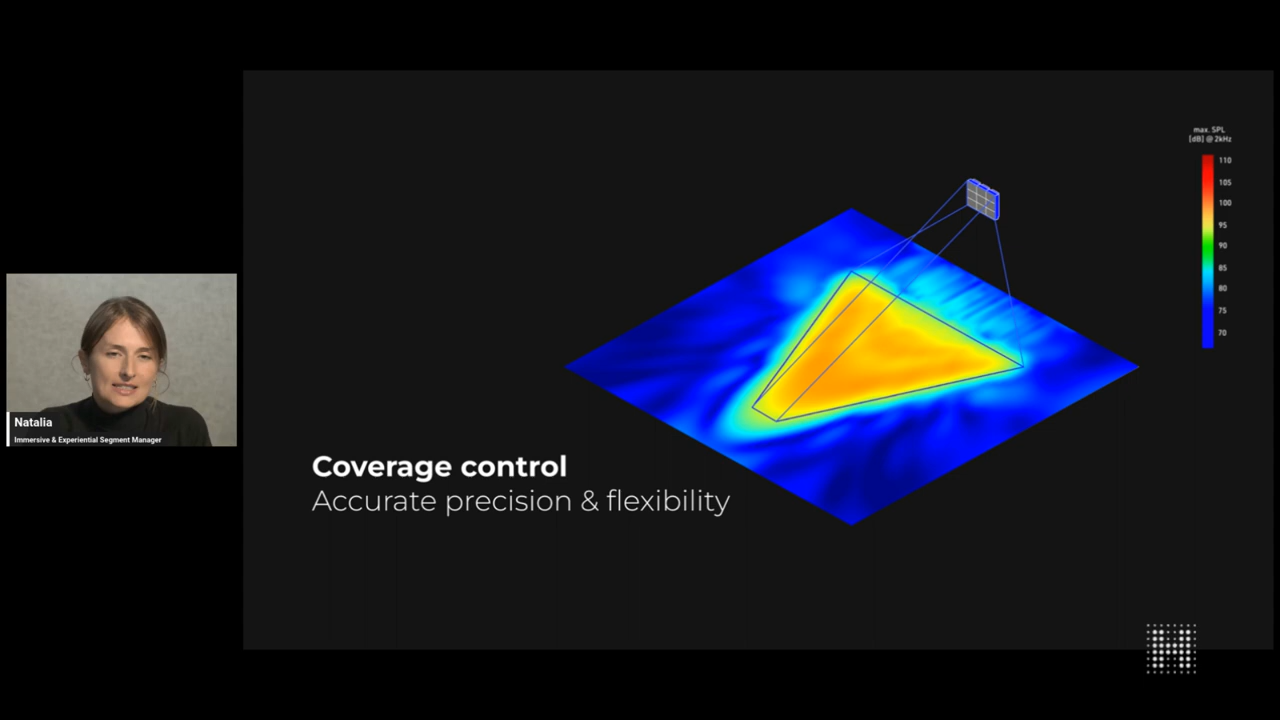 max. SPL
[dB] @ 2kHz
110
105
100
95
90
85
80
75
70
Natalia
Immersive & Experiential Segment Manager
Coverage control
Accurate precision & flexibility
H